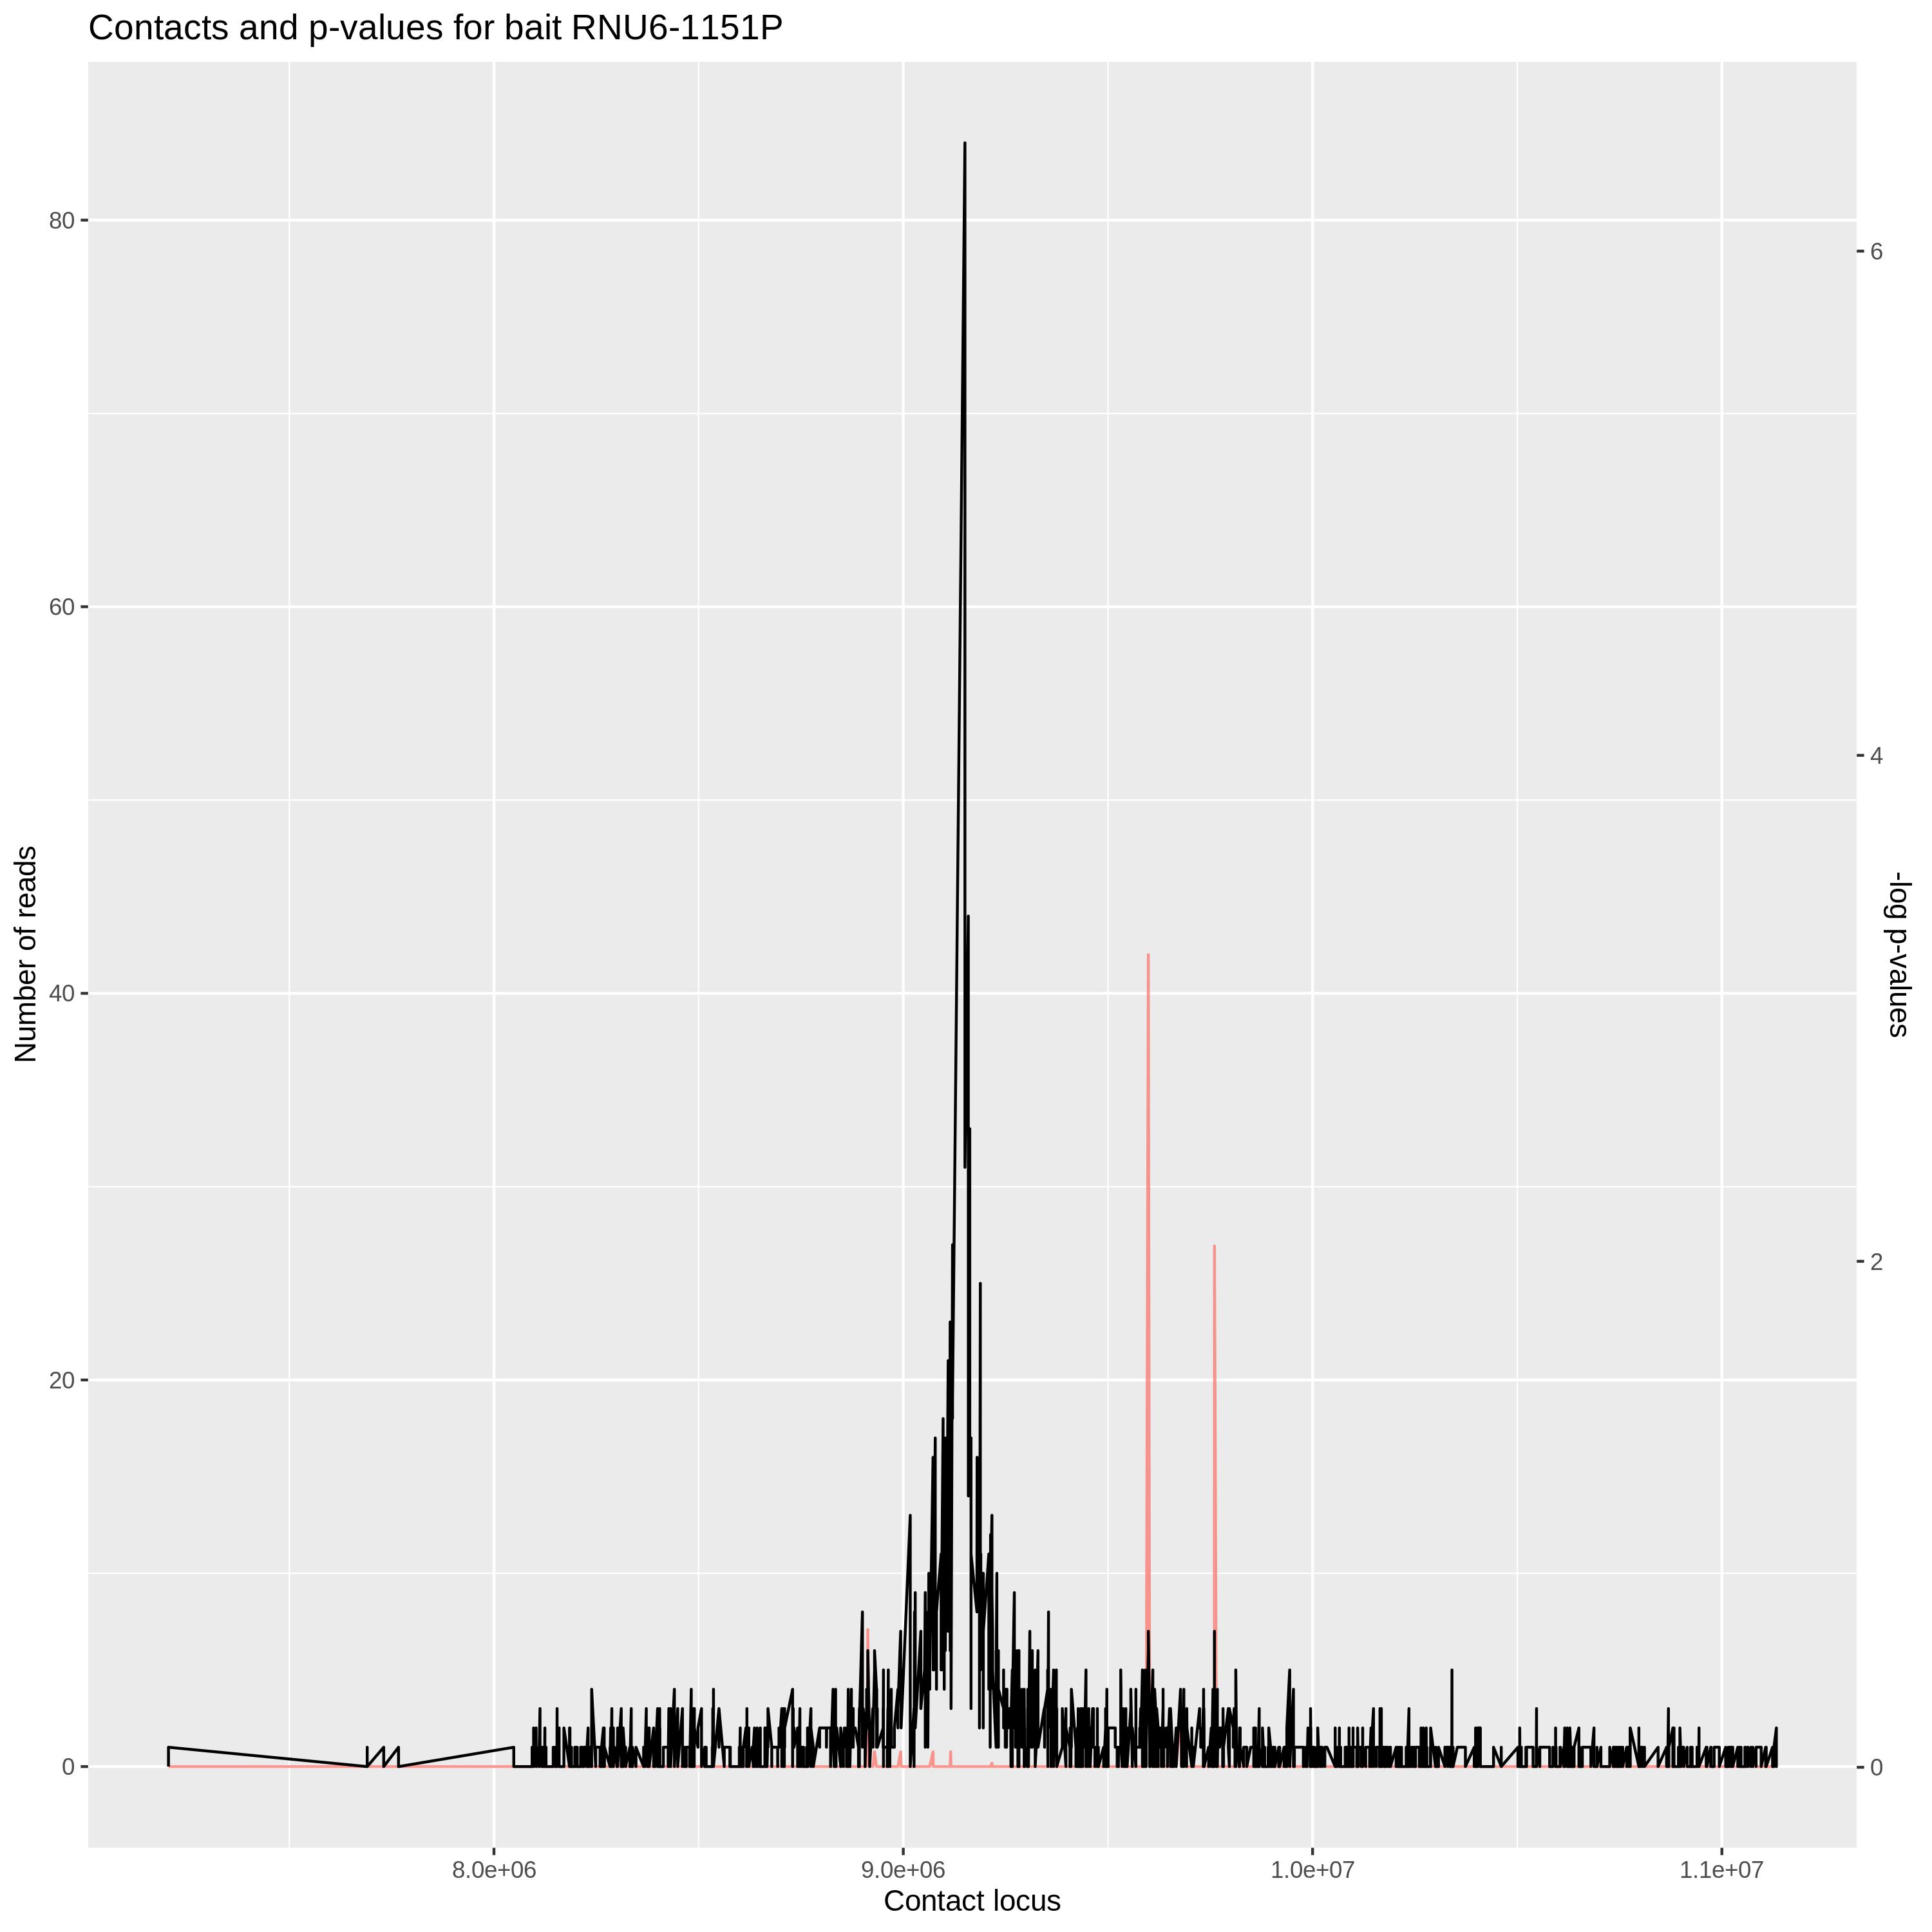 Contacts and p-values for bait RNU6-1151P
80
60
40
20
0
6
4
2
0
Number of reads
-log p-values
8.0e+06
9.0e+06
1.0e+07
1.1e+07
Contact locus